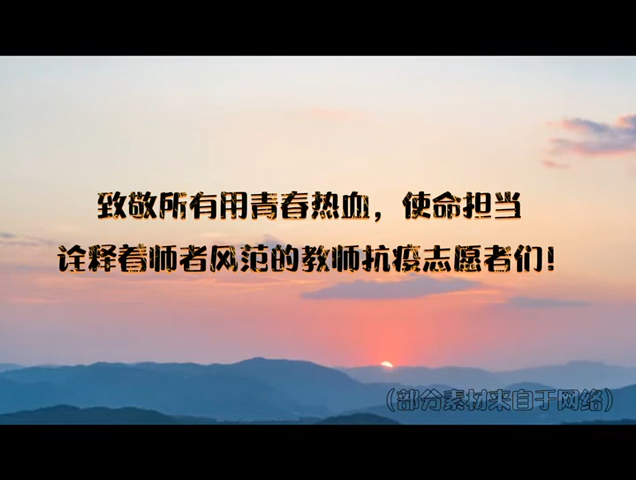 致敬所有用青春热血，使命担当
诠释着师者风范的教师抗疫志愿者们！
（部分素材来自于网络）